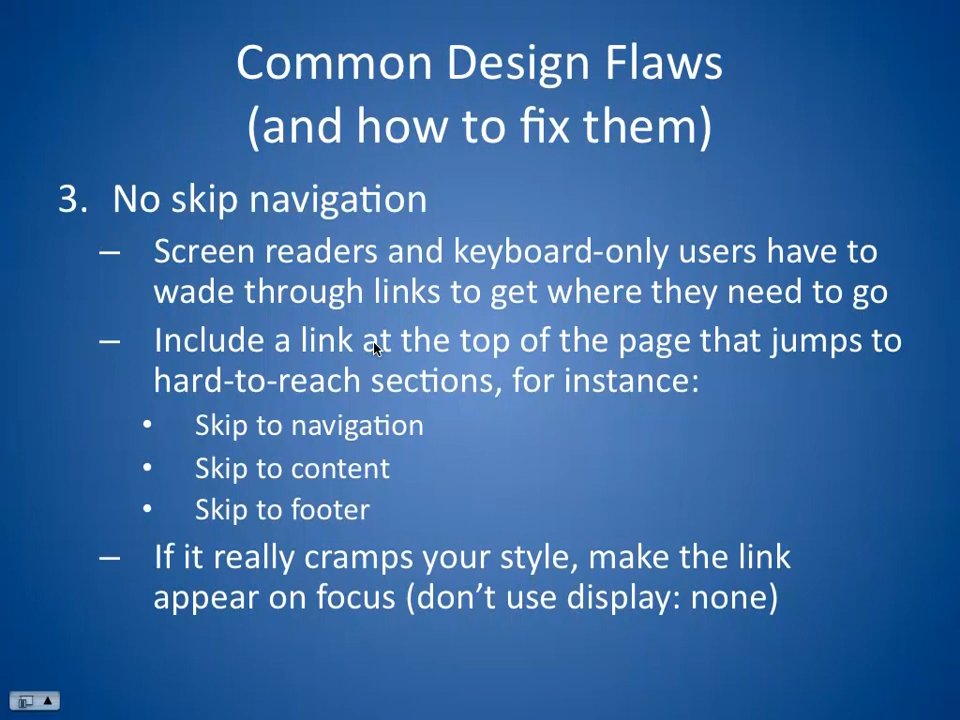 Common Design Flaws
(and how to fix them)
3. No skip navigation
– Screen readers and keyboard-only users have to
wade through links to get where they need to go
– Include a link at the top of the page that jumps to
hard-to-reach sections, for instance:
• Skip to navigation
• Skip to content
• Skip to footer
– If it really cramps your style, make the link
appear on focus (don’t use display: none)